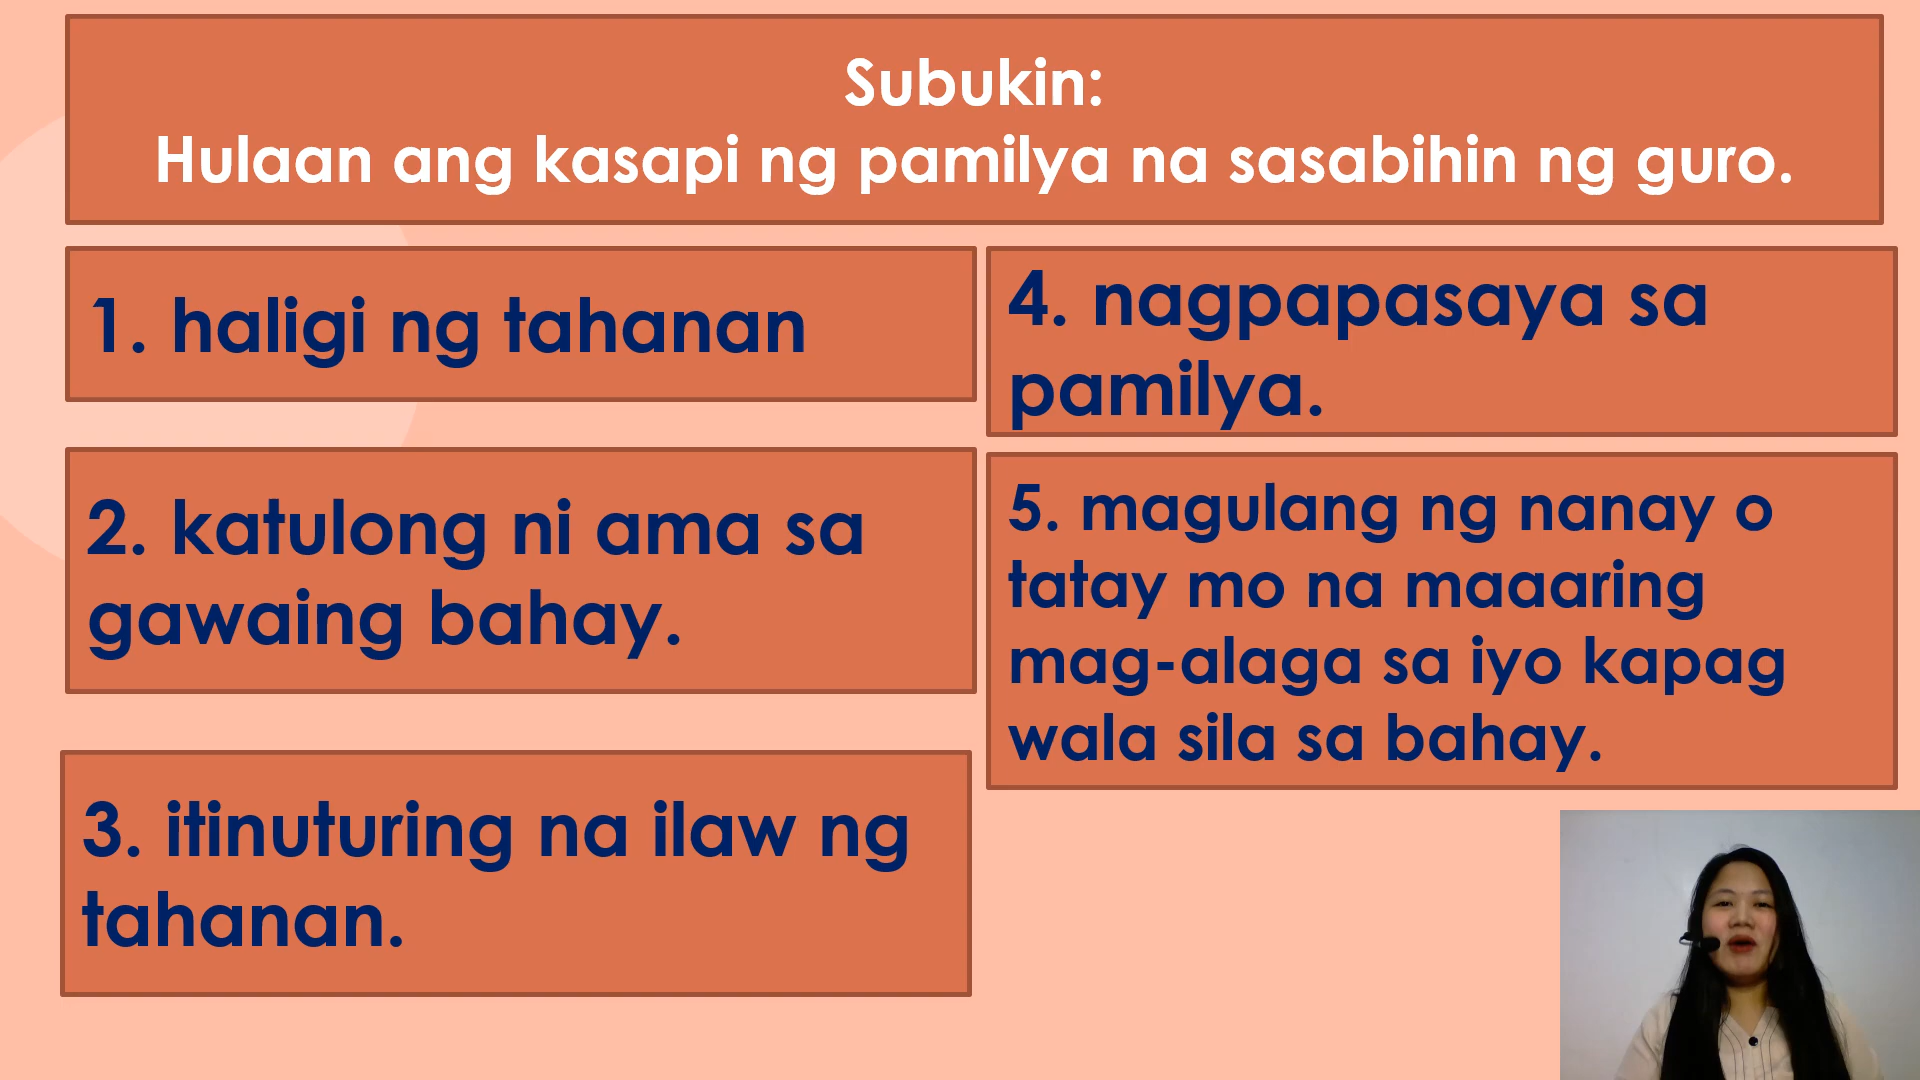 Subukin:
Hulaan ang kasapi ng pamilya na sasabihin ng guro.
1. haligi ng tahanan
2. katulong ni ama sa
gawaing bahay.
3. itinuturing na ilaw ng
tahanan.
4. nagpapasaya sa
pamilya.
5. magulang ng nanay o
tatay mo na maaaring
mag-alaga sa iyo kapag
wala sila sa bahay.